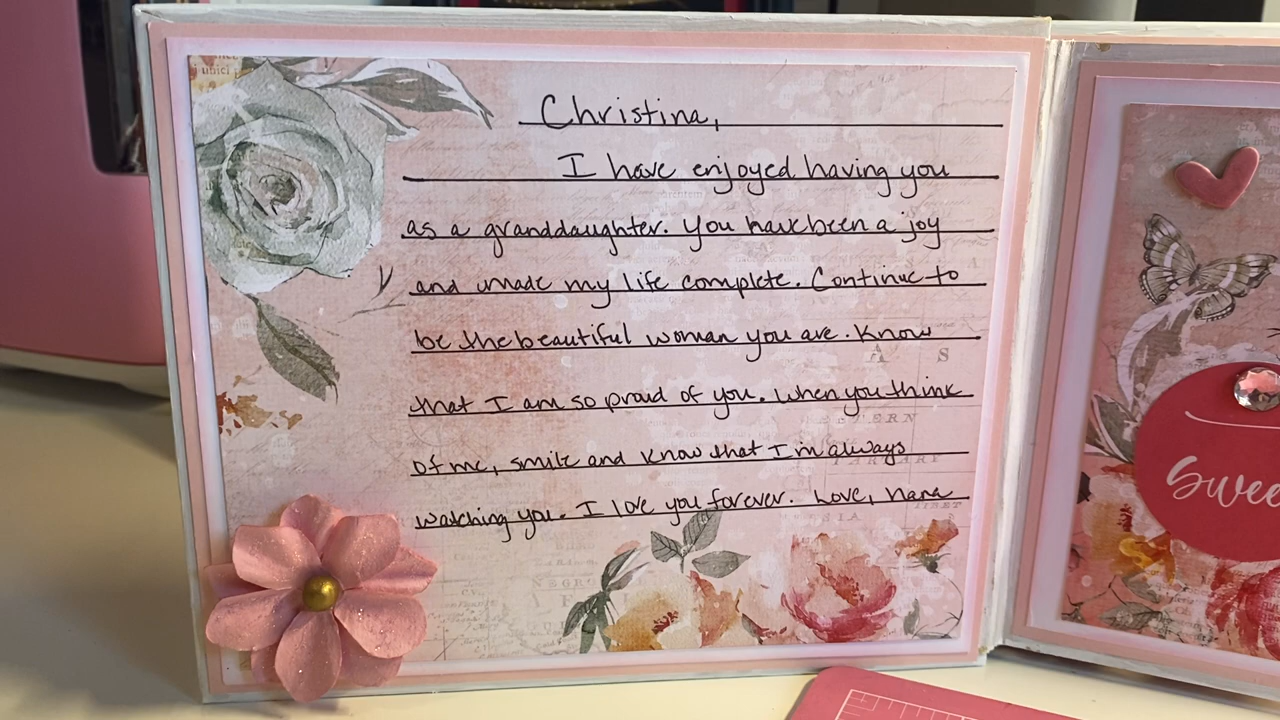 Christina,
I have enjoyed having you
as a granddaughter. You have been a joy
and made my life complete. Continue to
be the beautiful woman you are. Know
that I am so proud of you. When you think
of me, smile and know that I'm always
watching you. I love you forever. Love, Nana
Swee